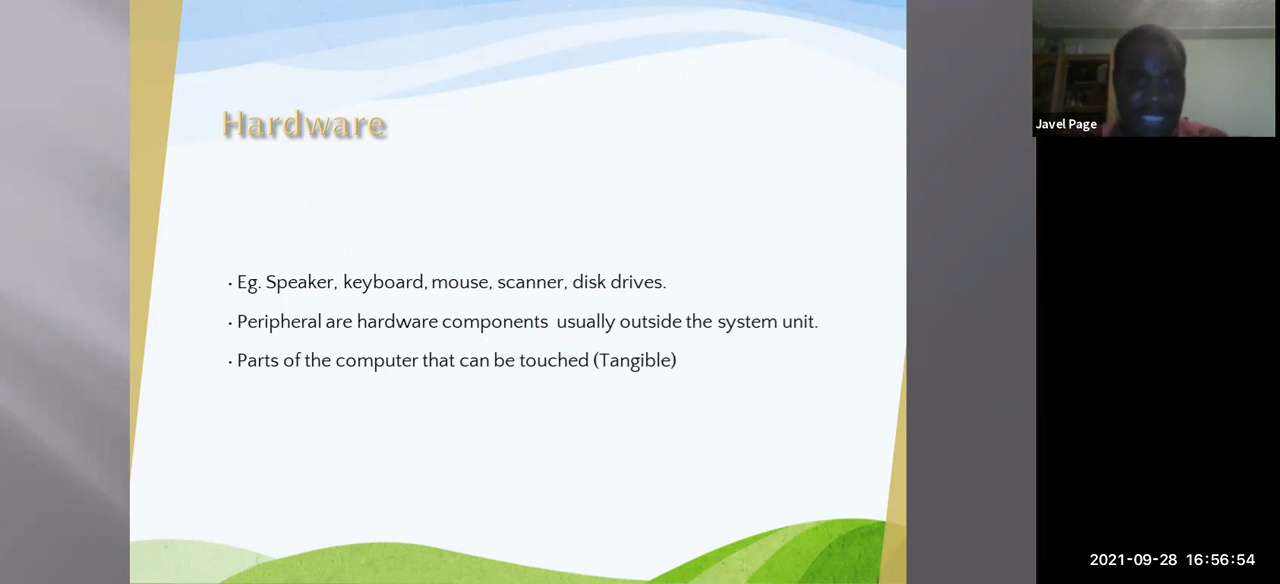 Hardware
• Eg. Speaker, keyboard, mouse, scanner, disk drives.
• Peripheral are hardware components  usually outside the system unit.
• Parts of the computer that can be touched (Tangible)
Javel Page
2021-09-28 16:56:54